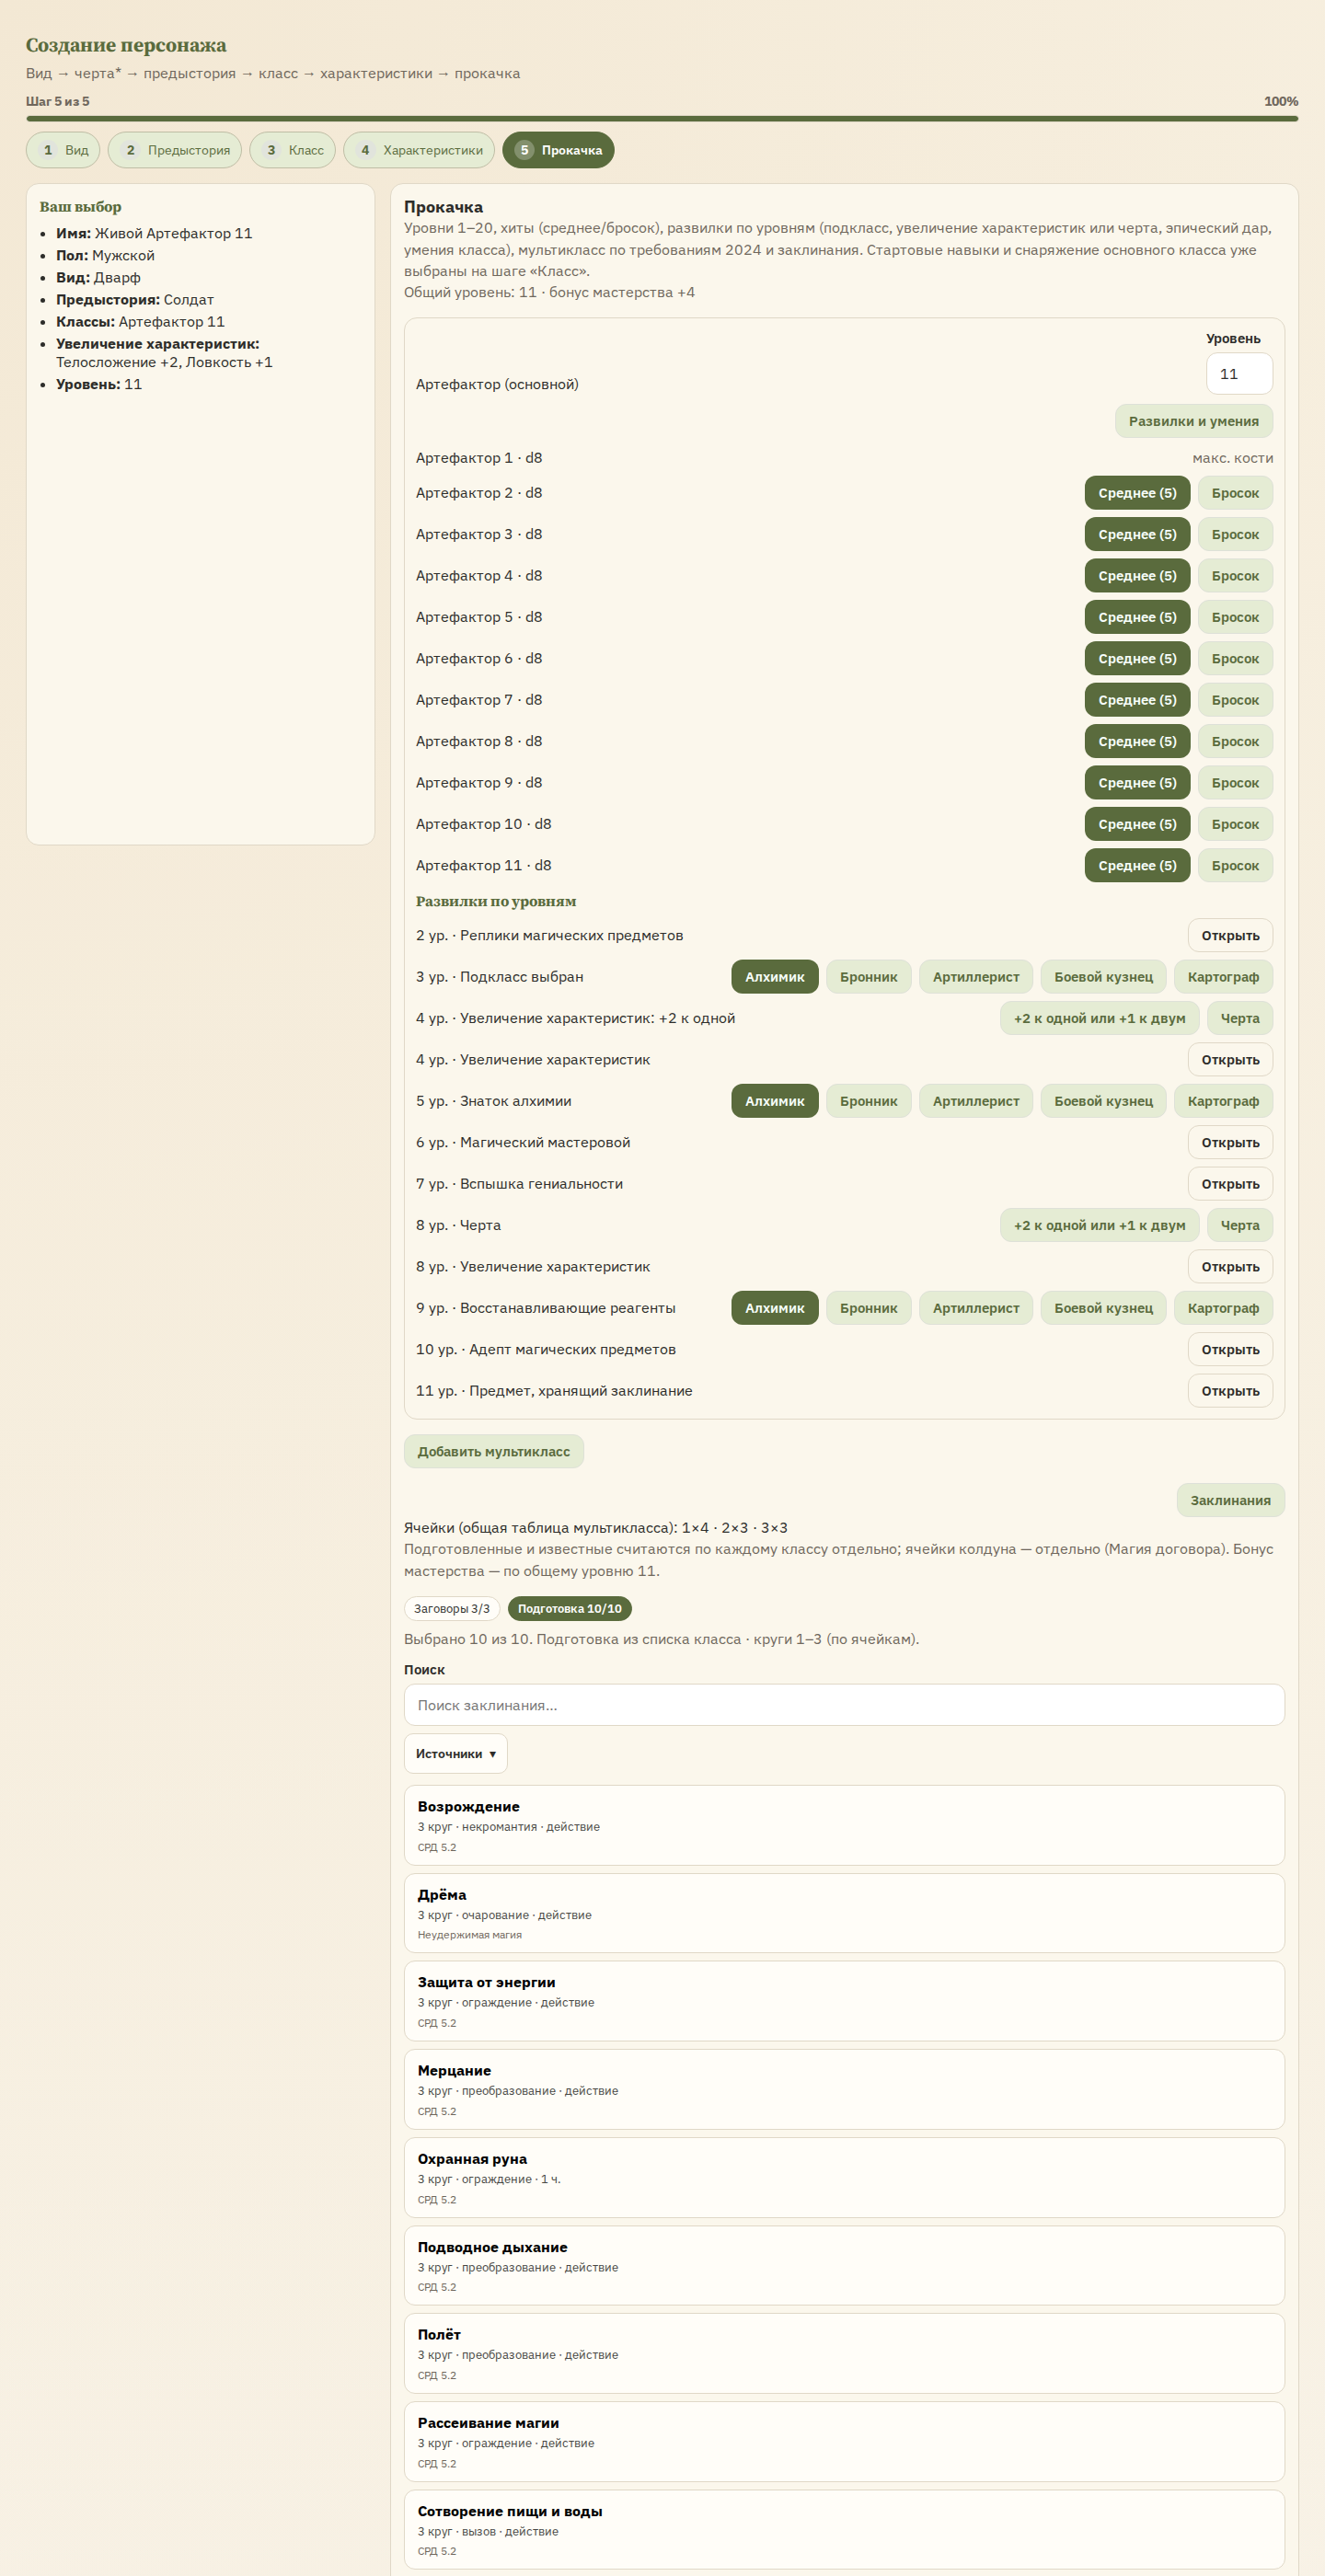 Создание персонажа
Вид → черта* → предыстория → класс → характеристики → прокачка
Шаг 5 из 5
100%
1 Вид
2 Предыстория
3 Класс
4 Характеристики
5 Прокачка
Ваш выбор
• Имя: Живой Артефактор 11
• Пол: Мужской
• Вид: Дварф
• Предыстория: Солдат
• Классы: Артефактор 11
• Увеличение характеристик:
Телосложение +2, Ловкость +1
• Уровень: 11
Прокачка
Уровни 1–20, хиты (среднее/бросок), развилки по уровням (подкласс, увеличение характеристик или черта, эпический дар,
умения класса), мультикласс по требованиям 2024 и заклинания. Стартовые навыки и снаряжение основного класса уже
выбраны на шаге «Класс».
Общий уровень: 11 · бонус мастерства +4
Уровень
Артефактор (основной)
11
Развилки и умения
Артефактор 1 · d8 макс. кости
Артефактор 2 · d8 Среднее (5) Бросок
Артефактор 3 · d8 Среднее (5) Бросок
Артефактор 4 · d8 Среднее (5) Бросок
Артефактор 5 · d8 Среднее (5) Бросок
Артефактор 6 · d8 Среднее (5) Бросок
Артефактор 7 · d8 Среднее (5) Бросок
Артефактор 8 · d8 Среднее (5) Бросок
Артефактор 9 · d8 Среднее (5) Бросок
Артефактор 10 · d8 Среднее (5) Бросок
Артефактор 11 · d8 Среднее (5) Бросок
Развилки по уровням
2 ур. · Реплики магических предметов Открыть
3 ур. · Подкласс выбран Алхимик Бронник Артиллерист Боевой кузнец Картограф
4 ур. · Увеличение характеристик: +2 к одной +2 к одной или +1 к двум Черта
4 ур. · Увеличение характеристик Открыть
5 ур. · Знаток алхимии Алхимик Бронник Артиллерист Боевой кузнец Картограф
6 ур. · Магический мастеровой Открыть
7 ур. · Вспышка гениальности Открыть
8 ур. · Черта +2 к одной или +1 к двум Черта
8 ур. · Увеличение характеристик Открыть
9 ур. · Восстанавливающие реагенты Алхимик Бронник Артиллерист Боевой кузнец Картограф
10 ур. · Адепт магических предметов Открыть
11 ур. · Предмет, хранящий заклинание Открыть
Добавить мультикласс
Заклинания
Ячейки (общая таблица мультикласса): 1×4 · 2×3 · 3×3
Подготовленные и известные считаются по каждому классу отдельно; ячейки колдуна — отдельно (Магия договора). Бонус
мастерства — по общему уровню 11.
Заговоры 3/3 Подготовка 10/10
Выбрано 10 из 10. Подготовка из списка класса · круги 1–3 (по ячейкам).
Поиск
Поиск заклинания...
Источники ▾
Возрождение
3 круг · некромантия · действие
СРД 5.2
Дрёма
3 круг · очарование · действие
Неудержимая магия
Защита от энергии
3 круг · ограждение · действие
СРД 5.2
Мерцание
3 круг · преобразование · действие
СРД 5.2
Охранная руна
3 круг · ограждение · 1 ч.
СРД 5.2
Подводное дыхание
3 круг · преобразование · действие
СРД 5.2
Полёт
3 круг · преобразование · действие
СРД 5.2
Рассеивание магии
3 круг · ограждение · действие
СРД 5.2
Сотворение пищи и воды
3 круг · вызов · действие
СРД 5.2